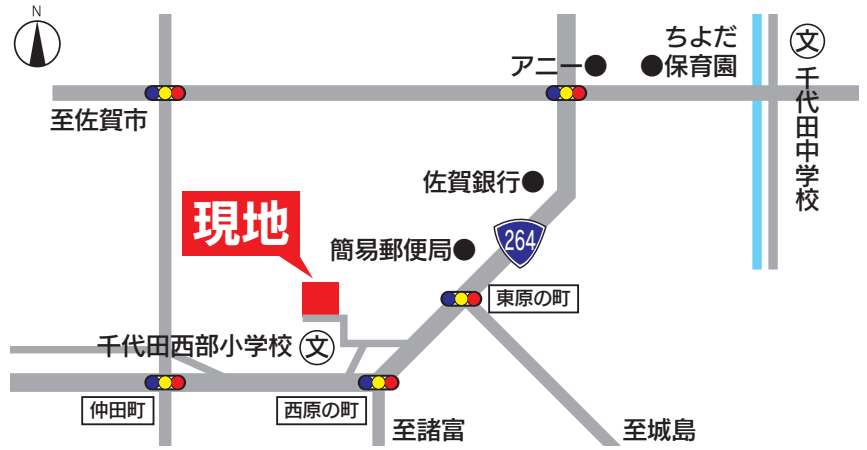 N
ちよだ
保育園
文
アニー
千代田中学校
至佐賀市
佐賀銀行
現地
264
簡易郵便局
東原の町
千代田西部小学校
文
仲田町
西原の町
至諸富
至城島